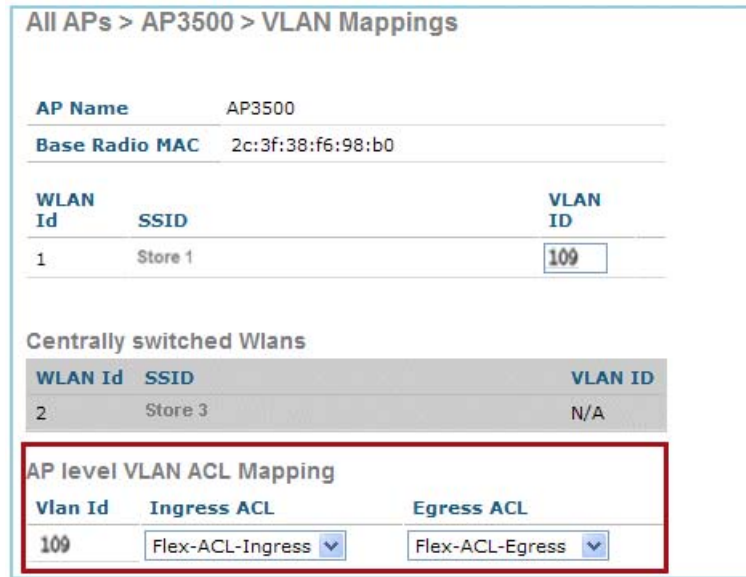 All APs > AP3500 > VLAN Mappings
AP Name AP3500
Base Radio MAC 2c:3f:38:f6:98:b0
WLAN Id SSID VLAN ID
1 Store 1 109
Centrally switched Wlans
WLAN Id SSID VLAN ID
2 Store 3 N/A
AP level VLAN ACL Mapping
Vlan Id Ingress ACL Egress ACL
109 Flex-ACL-Ingress Flex-ACL-Egress